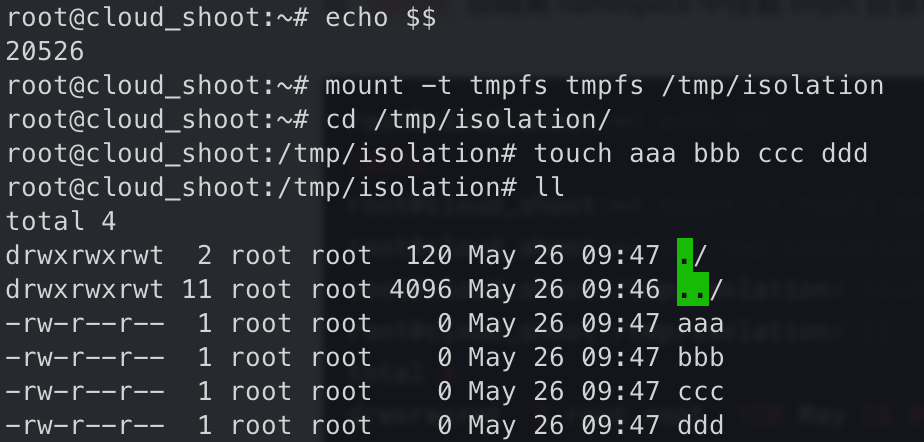 root@cloud_shoot:~# echo $$
20526
root@cloud_shoot:~# mount -t tmpfs tmpfs /tmp/isolation
root@cloud_shoot:~# cd /tmp/isolation/
root@cloud_shoot:/tmp/isolation# touch aaa bbb ccc ddd
root@cloud_shoot:/tmp/isolation# ll
total 4
drwxrwxrwt  2 root root  120 May 26 09:47 ./
drwxrwxrwt 11 root root 4096 May 26 09:46 ../
-rw-r--r--  1 root root    0 May 26 09:47 aaa
-rw-r--r--  1 root root    0 May 26 09:47 bbb
-rw-r--r--  1 root root    0 May 26 09:47 ccc
-rw-r--r--  1 root root    0 May 26 09:47 ddd